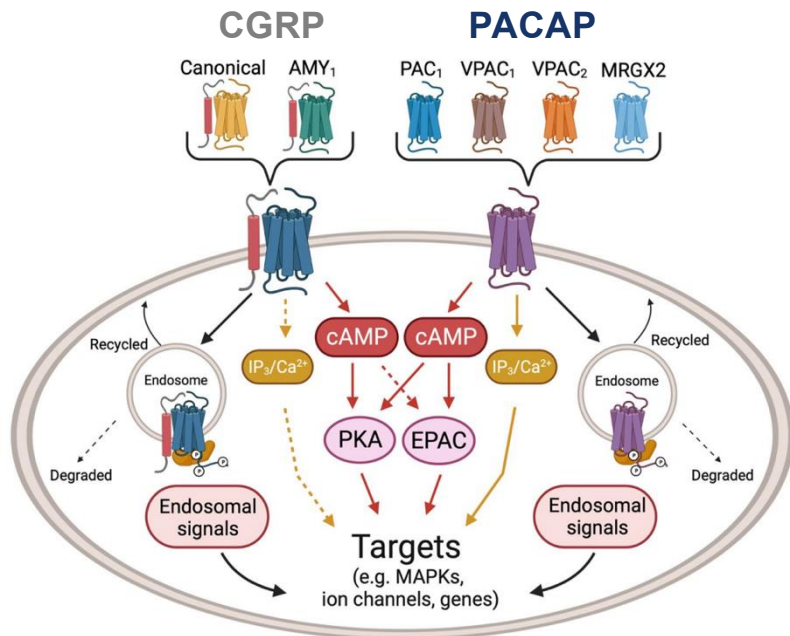 CGRP
PACAP
Canonical
AMY₁
PAC₁
VPAC₁
VPAC₂
MRGX2
Recycled
Endosome
IP₃/Ca²⁺
cAMP
cAMP
IP₃/Ca²⁺
Recycled
Endosome
PKA
EPAC
P
P
P
P
Degraded
Degraded
Endosomal
signals
Endosomal
signals
Targets
(e.g. MAPKs,
ion channels, genes)